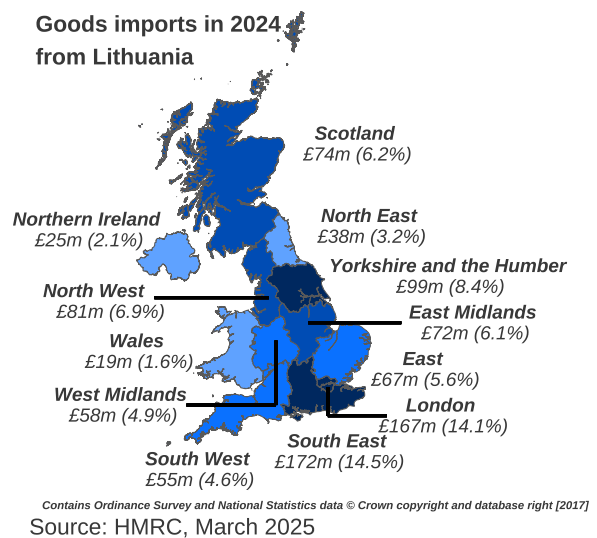 Goods imports in 2024
from Lithuania
Scotland
£74m (6.2%)
Northern Ireland
£25m (2.1%)
North East
£38m (3.2%)
Yorkshire and the Humber
£99m (8.4%)
North West
£81m (6.9%)
East Midlands
£72m (6.1%)
Wales
£19m (1.6%)
East
£67m (5.6%)
West Midlands
£58m (4.9%)
London
£167m (14.1%)
South East
£172m (14.5%)
South West
£55m (4.6%)
Contains Ordinance Survey and National Statistics data © Crown copyright and database right [2017]
Source: HMRC, March 2025